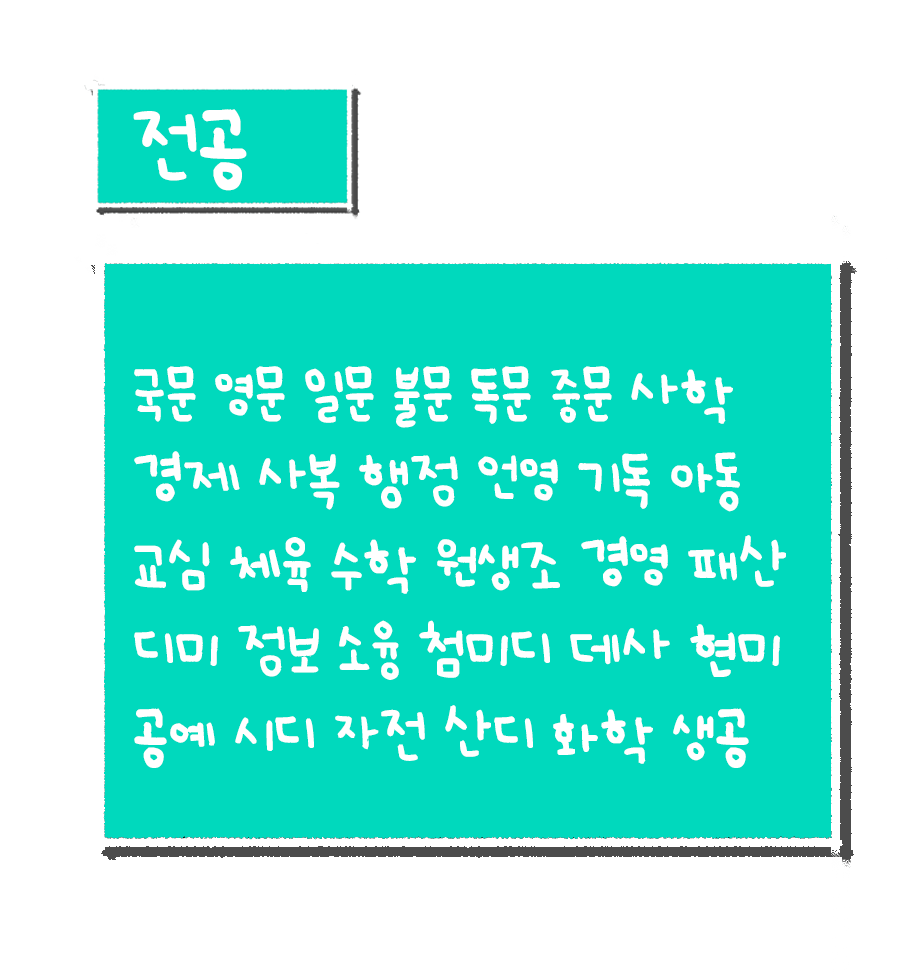 전공
국문 영문 일문 불문 독문 중문 사학
경제 사복 행점 언영 기독 아동
교심 체육 수학 원생조 경영 패산
디미 정보 소융 첨미디 데사 현미
공예 시디 자전 산디 화학 생공